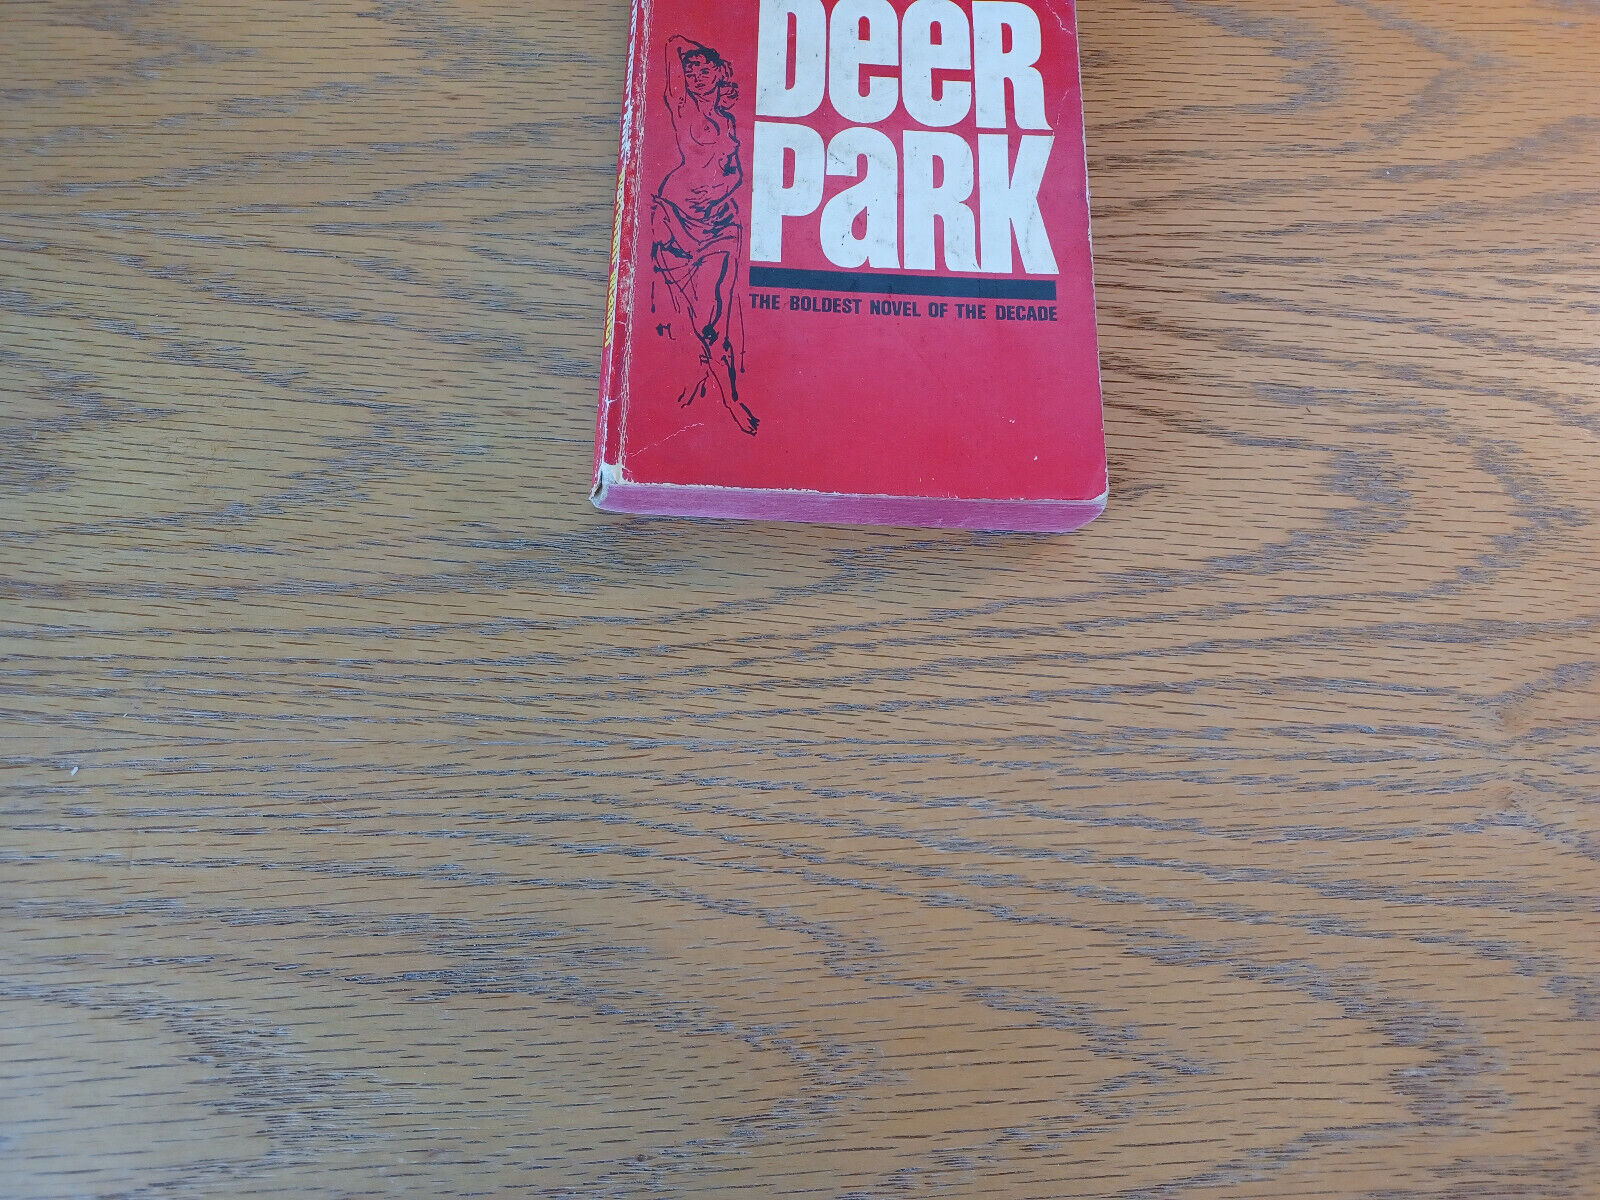 DeeR
PaRK
THE BOLDEST NOVEL OF THE DECADE